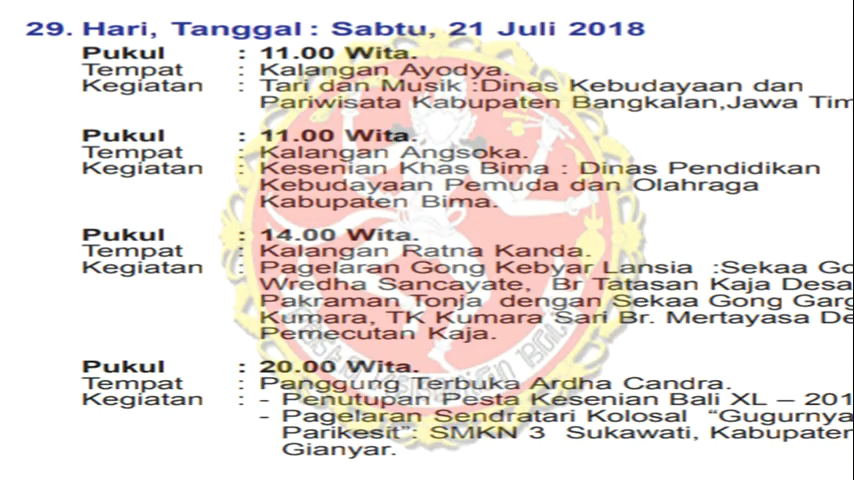 29. Hari, Tanggal : Sabtu, 21 Juli 2018
Pukul : 11.00 Wita.
Tempat : Kalangan Ayodya.
Kegiatan : Tari dan Musik :Dinas Kebudayaan dan
Pariwisata Kabupaten Bangkalan,Jawa Tim
Pukul : 11.00 Wita.
Tempat : Kalangan Angsoka.
Kegiatan : Kesenian Khas Bima : Dinas Pendidikan
Kebudayaan Pemuda dan Olahraga
Kabupaten Bima.
Pukul : 14.00 Wita.
Tempat : Kalangan Ratna Kanda.
Kegiatan : Pagelaran Gong Kebyar Lansia :Sekaa Go
Wredha Sancayate, Br Tatasan Kaja Desa
Pakraman Tonja dengan Sekaa Gong Garg
Kumara, TK Kumara Sari Br. Mertayasa De
Pemecutan Kaja.
Pukul : 20.00 Wita.
Tempat : Panggung Terbuka Ardha Candra.
Kegiatan : - Penutupan Pesta Kesenian Bali XL – 201
- Pagelaran Sendratari Kolosal “Gugurnya
Parikesit”: SMKN 3 Sukawati, Kabupaten
Gianyar.